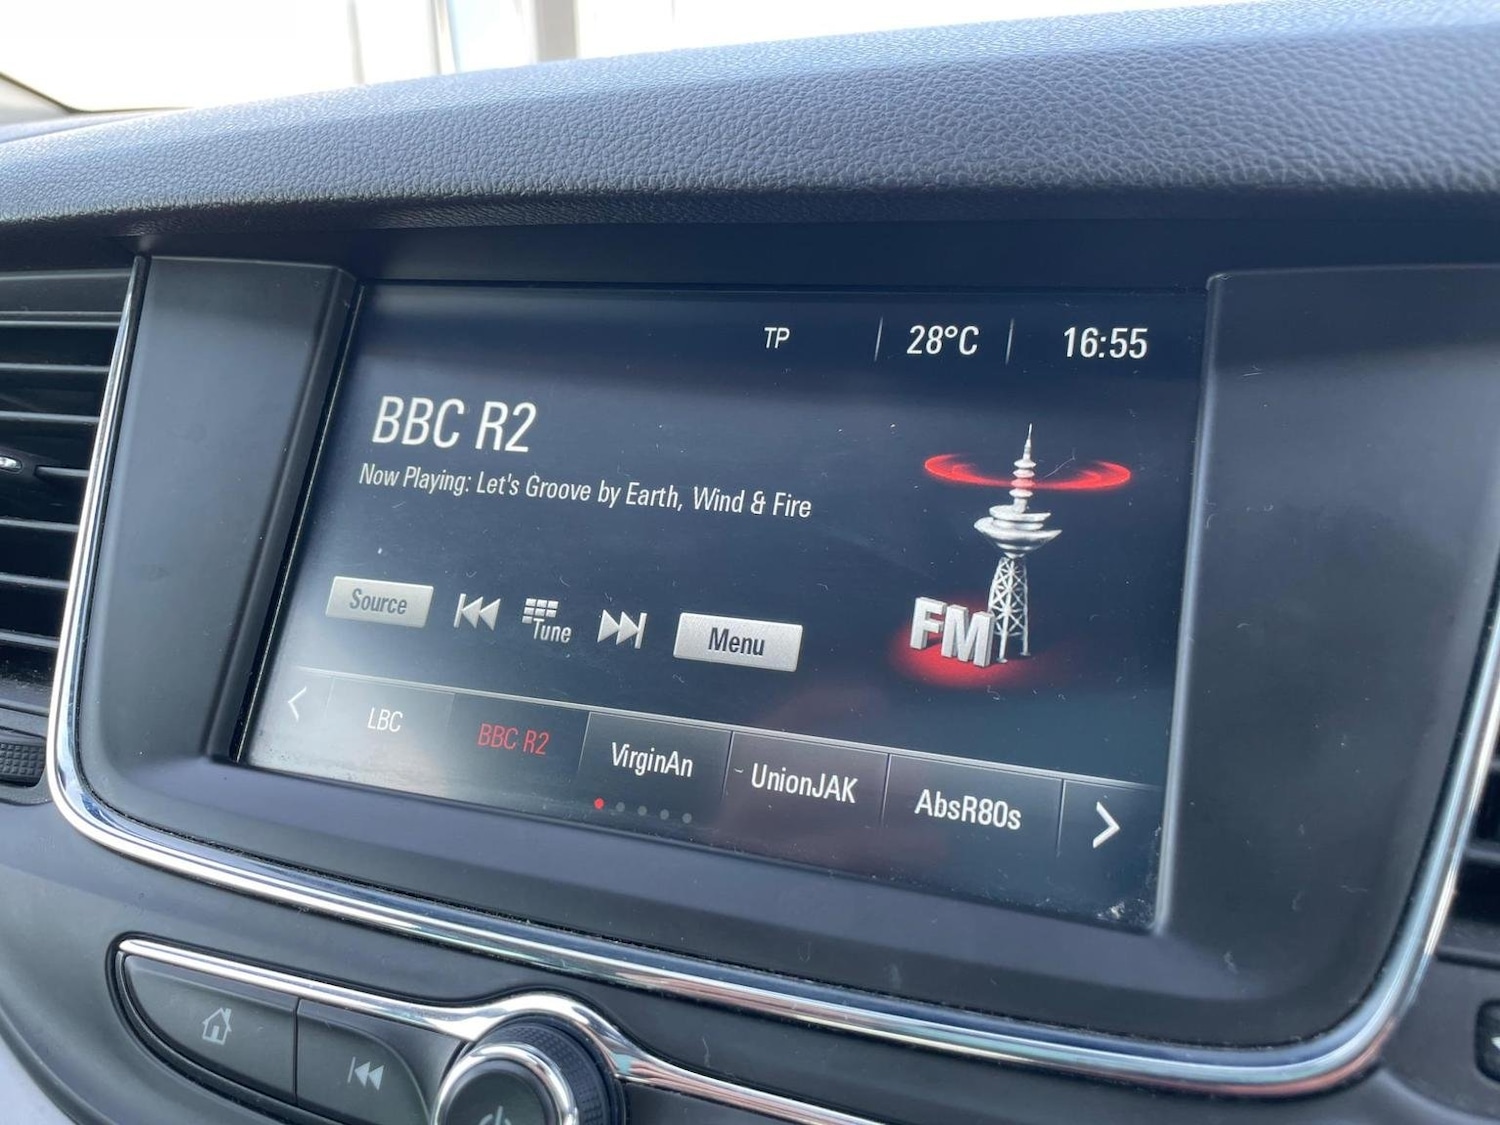 TP 28°C 16:55
BBC R2
Now Playing: Let's Groove by Earth, Wind & Fire
Source Tune Menu
FM
LBC BBC R2 VirginAn UnionJAK AbsR80s